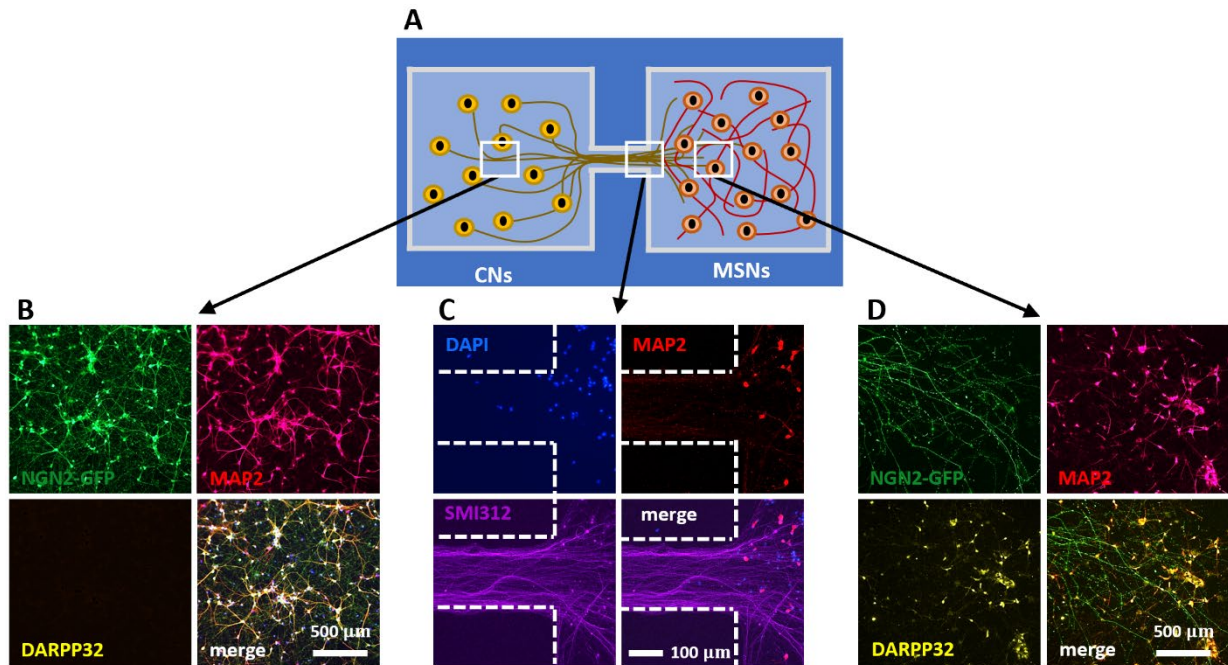 A
CNs
MSNs
B
NGN2-GFP
MAP2
DARPP32
merge
500 μm
C
DAPI
MAP2
SMI312
merge
100 μm
D
NGN2-GFP
MAP2
DARPP32
merge
500 μm